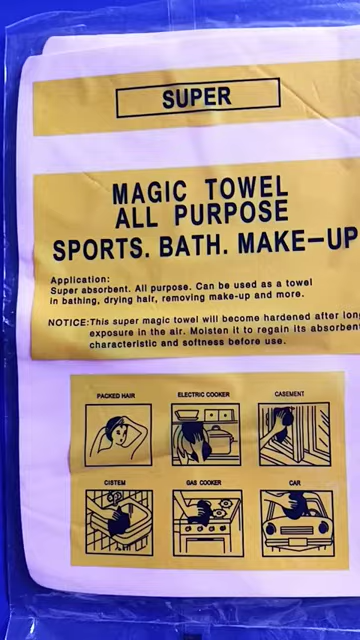 SUPER
MAGIC TOWEL
ALL PURPOSE
SPORTS. BATH. MAKE-UP
Application:
Super absorbent. All purpose. Can be used as a towel
in bathing, drying hair, removing make-up and more.
NOTICE:This super magic towel will become hardened after long
exposure in the air. Moisten it to regain its absorbent
characteristic and softness before use.
PACKED HAIR
ELECTRIC COOKER
CASEMENT
CISTEM
GAS COOKER
CAR